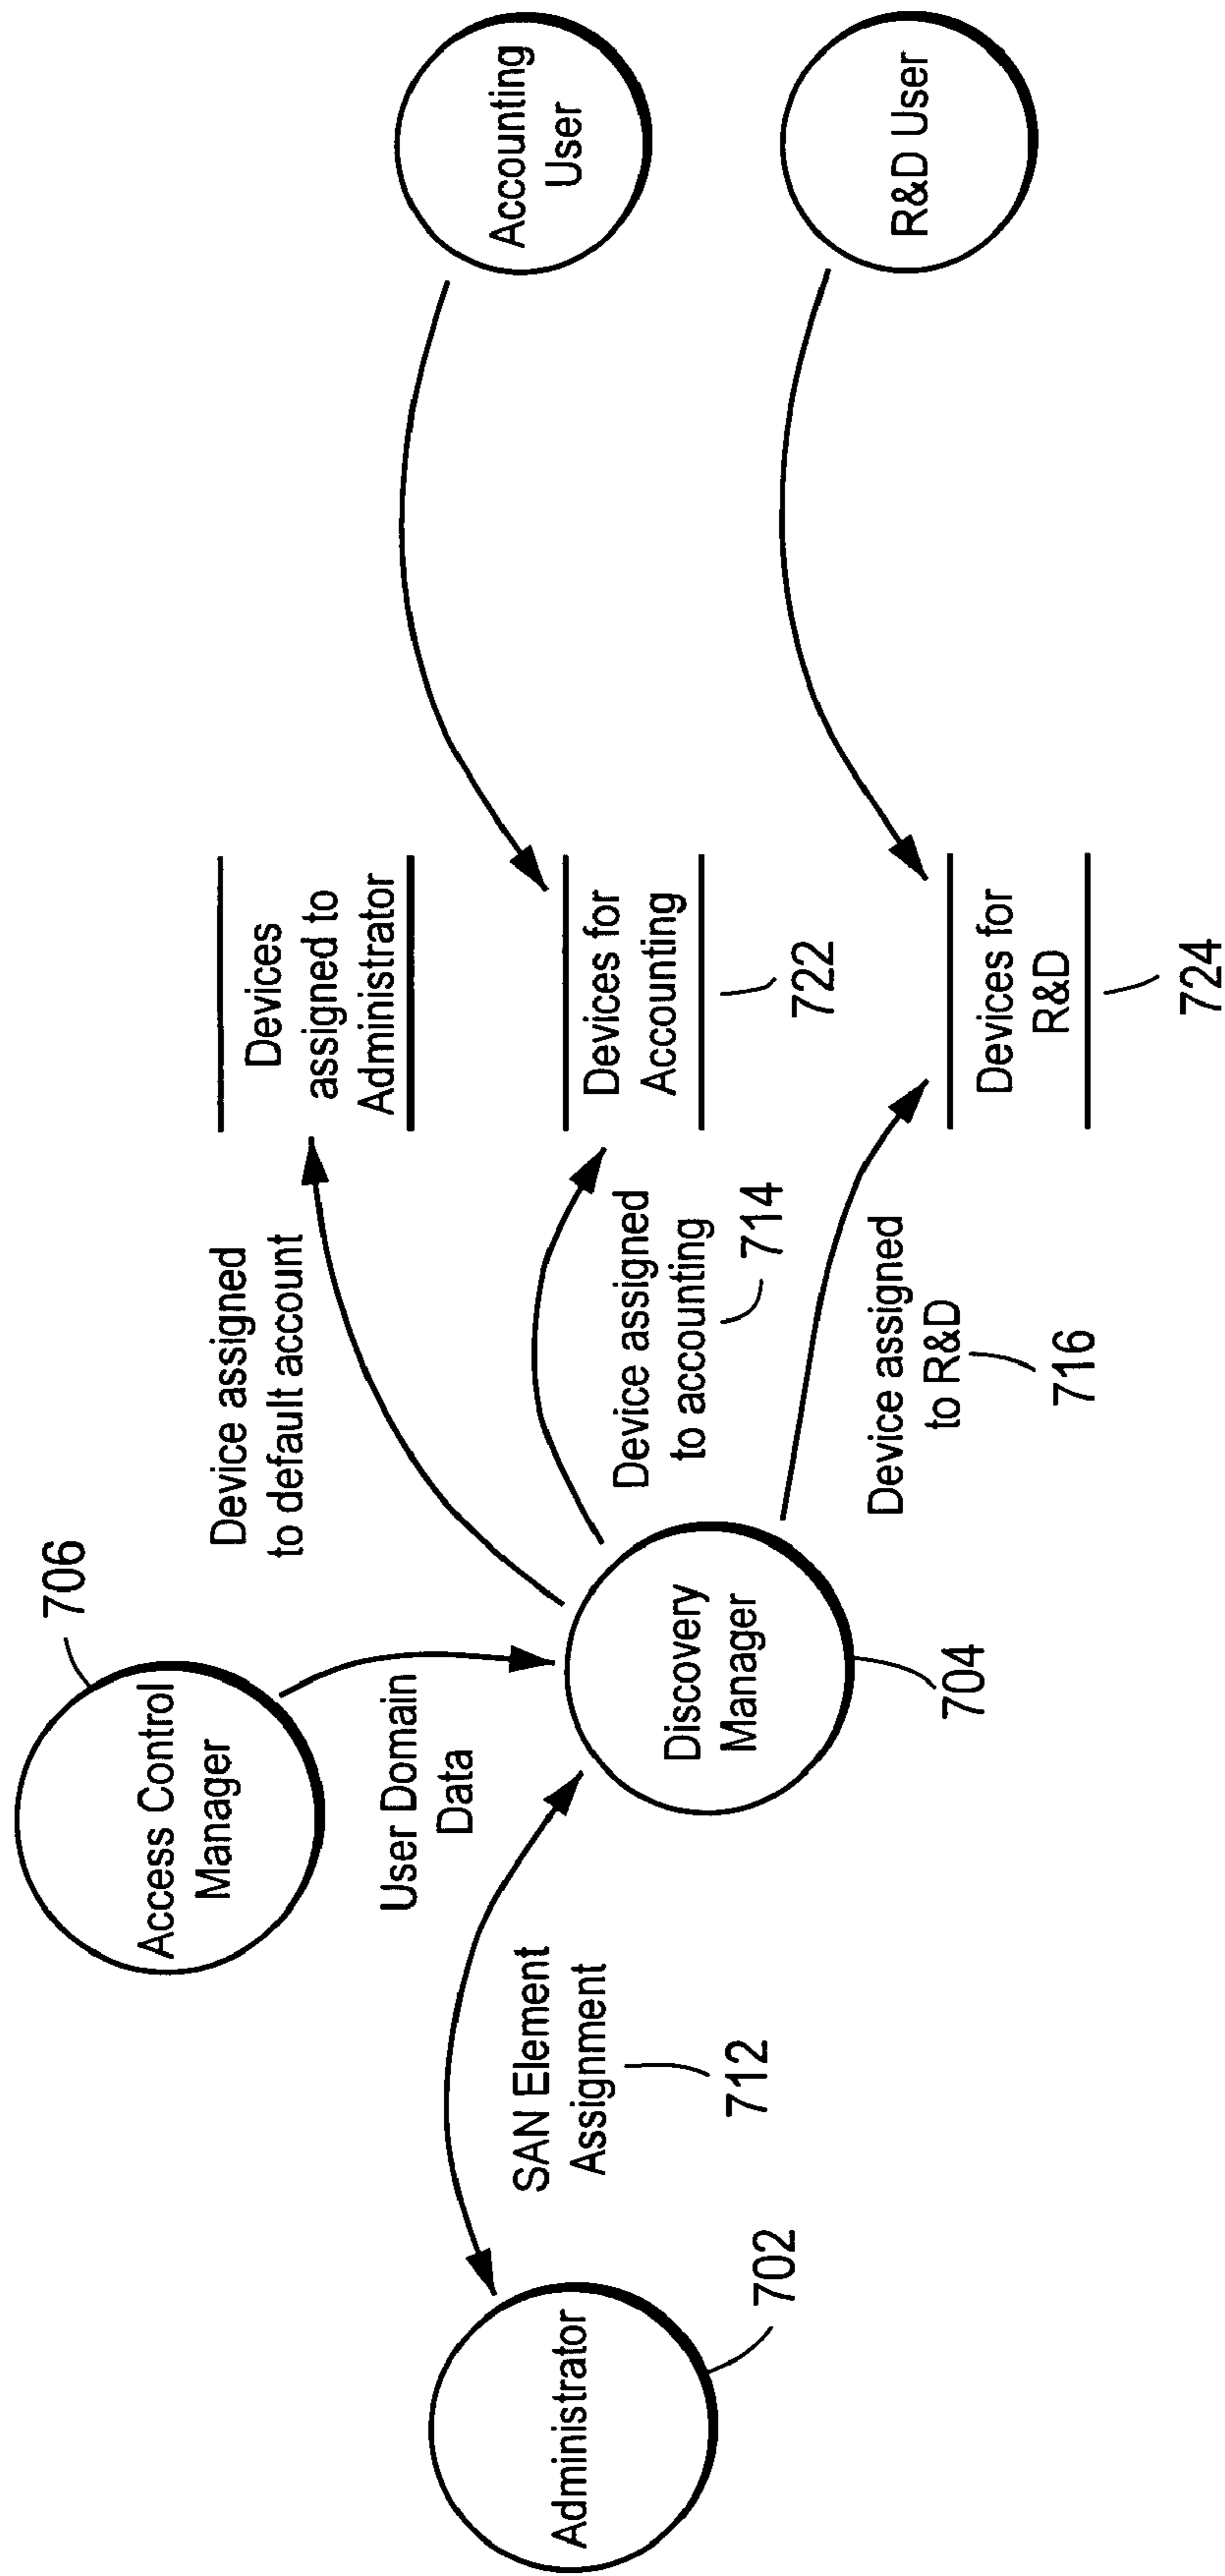 706
Access Control
Manager
User Domain
Data
Device assigned
to default account
Devices
assigned to
Administrator
Accounting
User
Administrator
702
SAN Element
Assignment
712
Discovery
Manager
704
Device assigned
to accounting
714
Devices for
Accounting
722
Device assigned
to R&D
716
Devices for
R&D
724
R&D User